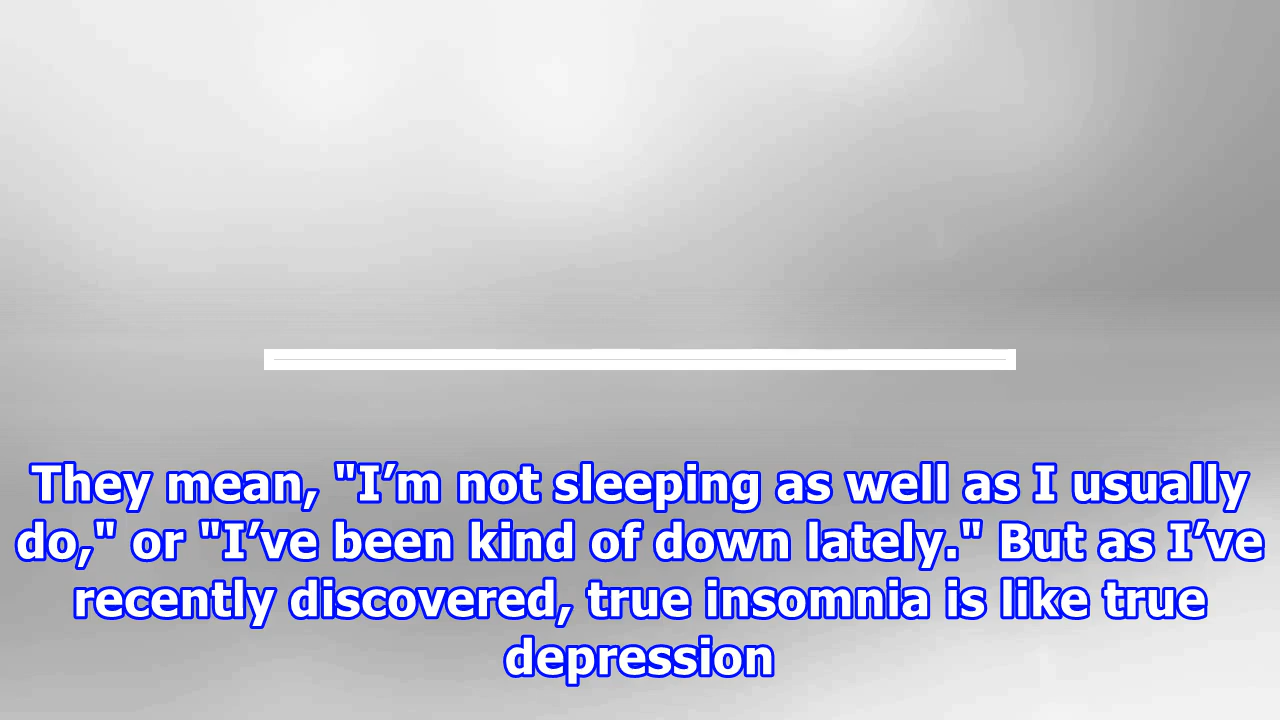 They mean, "I’m not sleeping as well as I usually
do," or "I’ve been kind of down lately." But as I’ve
recently discovered, true insomnia is like true
depression